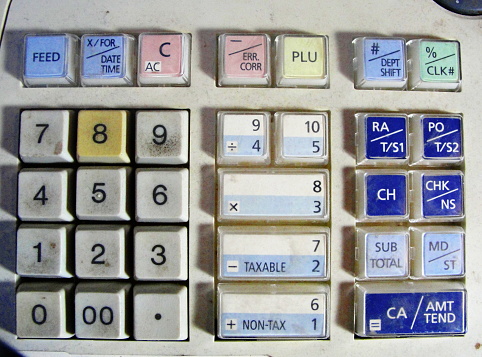 FEED X/FOR DATE TIME C AC − ERR. CORR PLU # DEPT SHIFT % CLK#
7 8 9 9 ÷ 4 10 5 RA T/S1 PO T/S2
4 5 6 8 × 3 CH CHK NS
1 2 3 7 − TAXABLE 2 SUB TOTAL MD ST
0 00 • 6 + NON-TAX 1 = CA / AMT TEND